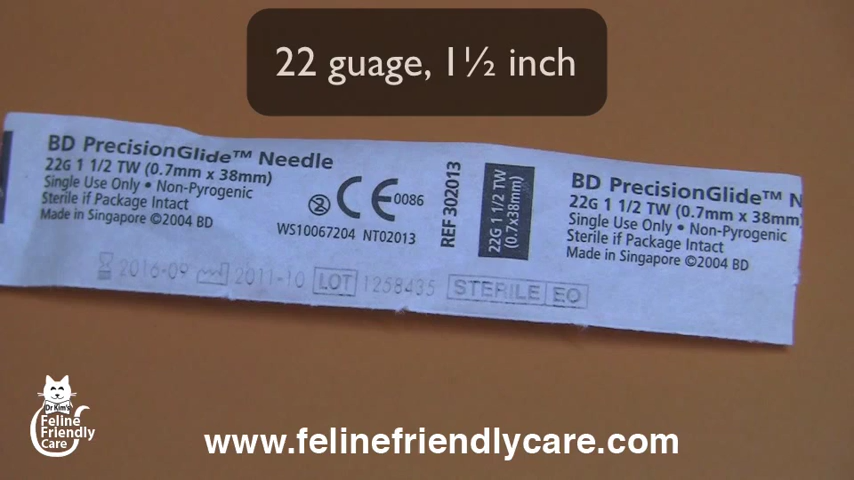 22 guage, 1½ inch
BD PrecisionGlide™ Needle
22G 1 1/2 TW (0.7mm x 38mm)
Single Use Only • Non-Pyrogenic
Sterile if Package Intact
Made in Singapore ©2004 BD
2
CE 0086
WS10067204 NT02013
REF 302013
22G 1 1/2 TW
(0.7x38mm)
BD PrecisionGlide™ N
22G 1 1/2 TW (0.7mm x 38mm)
Single Use Only • Non-Pyrogenic
Sterile if Package Intact
Made in Singapore ©2004 BD
2016-09 2011-10 LOT 1258435 STERILE EO
Dr Kim's
Feline
Friendly
Care
www.felinefriendlycare.com